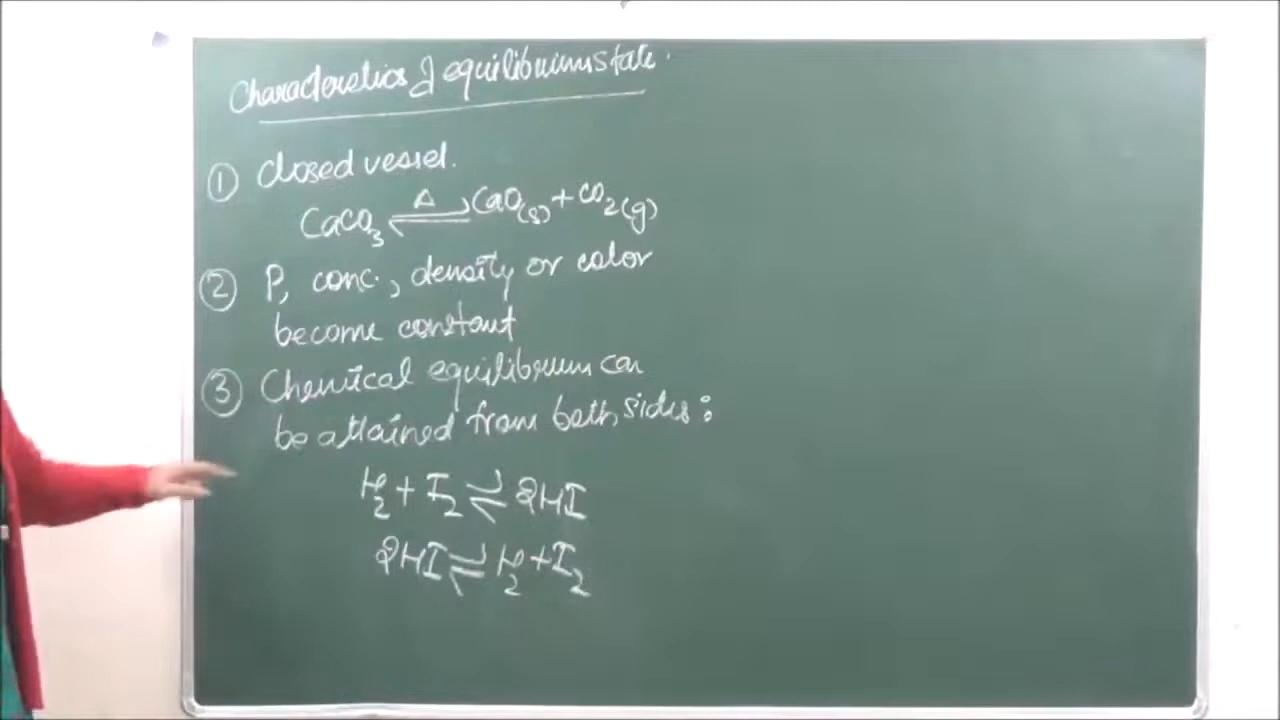 Characteristics of equilibrium state.
① Closed vessel.
CaCO₃ ⇌ Δ CaO(s) + CO₂(g)
② P, conc., density or color
become constant
③ Chemical equilibrium can
be attained from both sides:
H₂ + I₂ ⇌ 2HI
2HI ⇌ H₂ + I₂